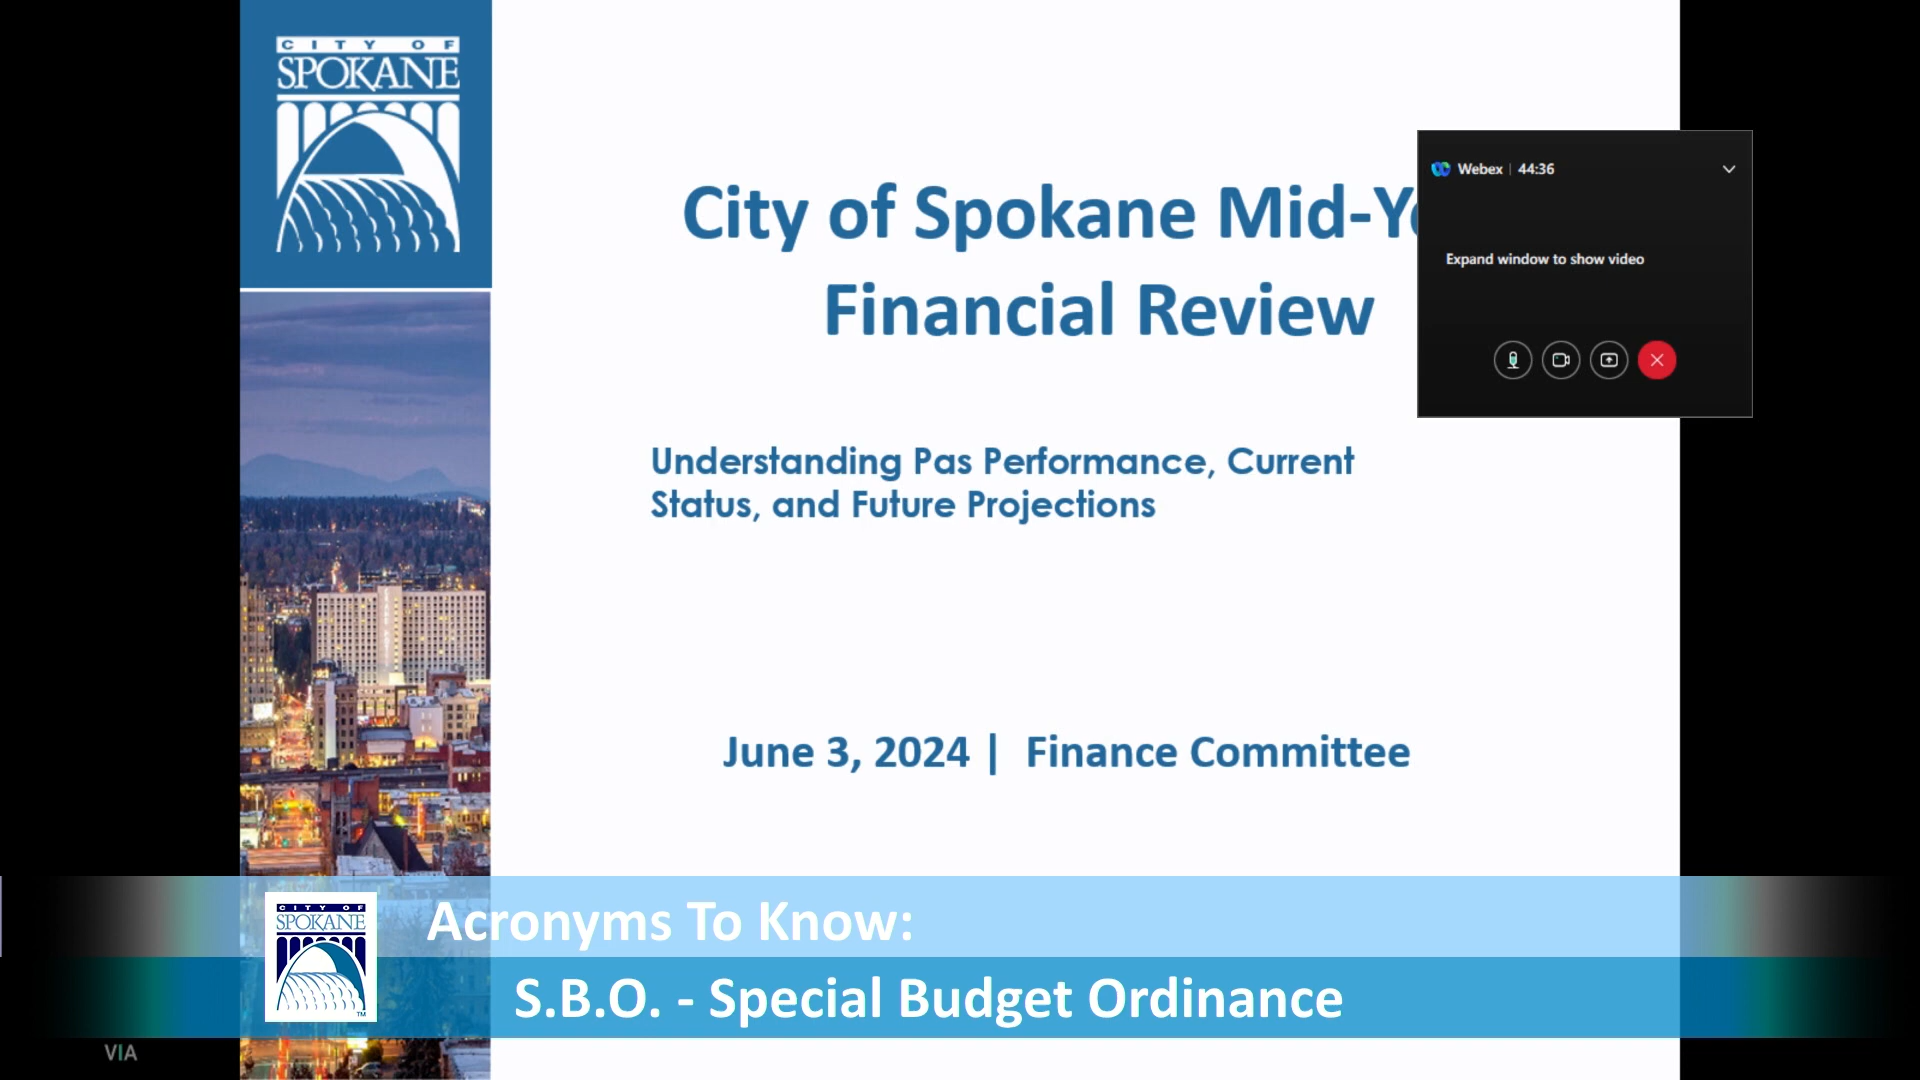 CITY OF
SPOKANE
City of Spokane Mid-Y
Financial Review
Webex | 44:36
Expand window to show video
Understanding Pas Performance, Current
Status, and Future Projections
June 3, 2024 | Finance Committee
CITY OF
SPOKANE
TM
Acronyms To Know:
S.B.O. - Special Budget Ordinance
VIA